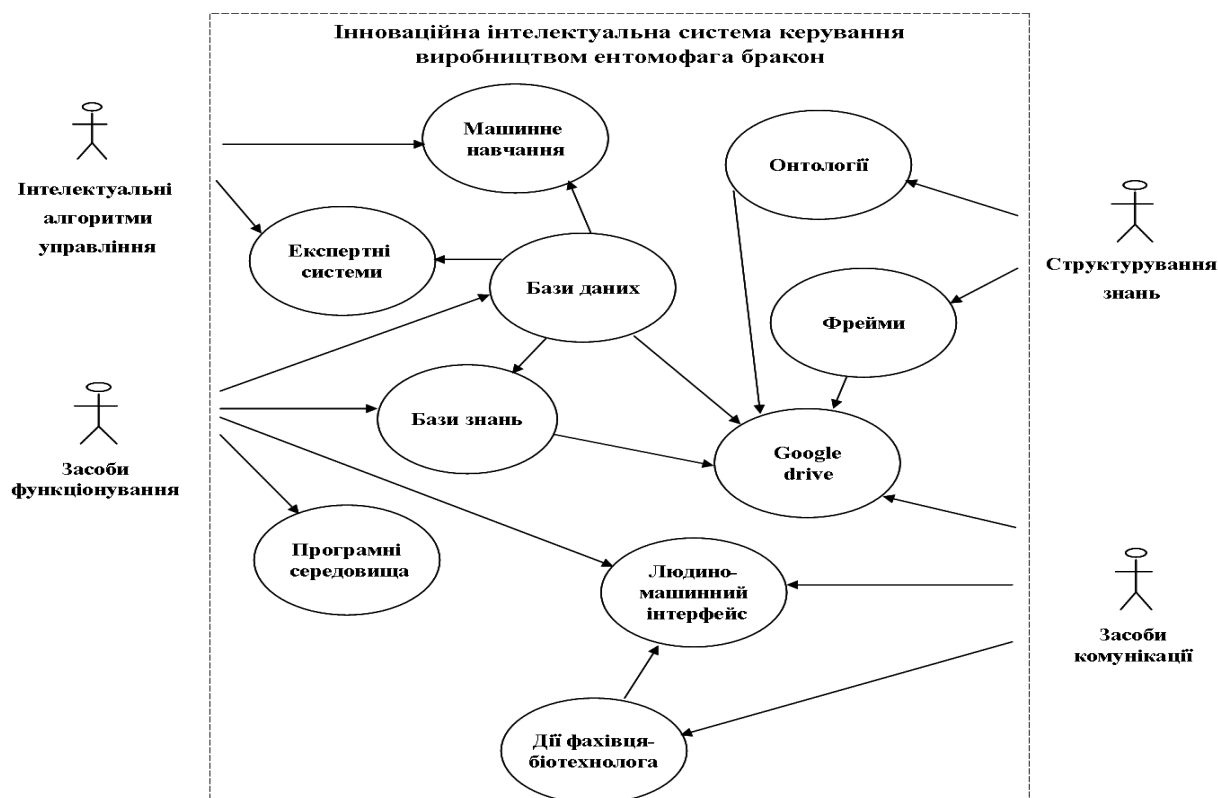 Інноваційна інтелектуальна система керування
виробництвом ентомофага бракон
Машинне
навчання
Онтології
Інтелектуальні
алгоритми
управління
Експертні
системи
Бази даних
Структурування
знань
Фрейми
Бази знань
Google
drive
Засоби
функціонування
Програмні
середовища
Людино-
машинний
інтерфейс
Засоби
комунікації
Дії фахівця-
біотехнолога